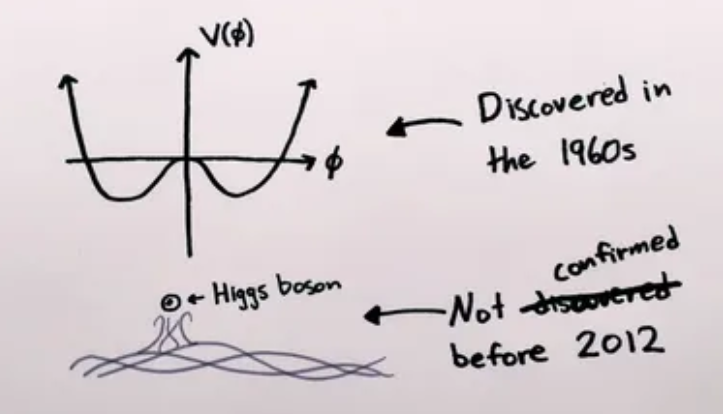 V(ϕ)
ϕ
Discovered in
the 1960s
Higgs boson
confirmed
Not discovered
before 2012